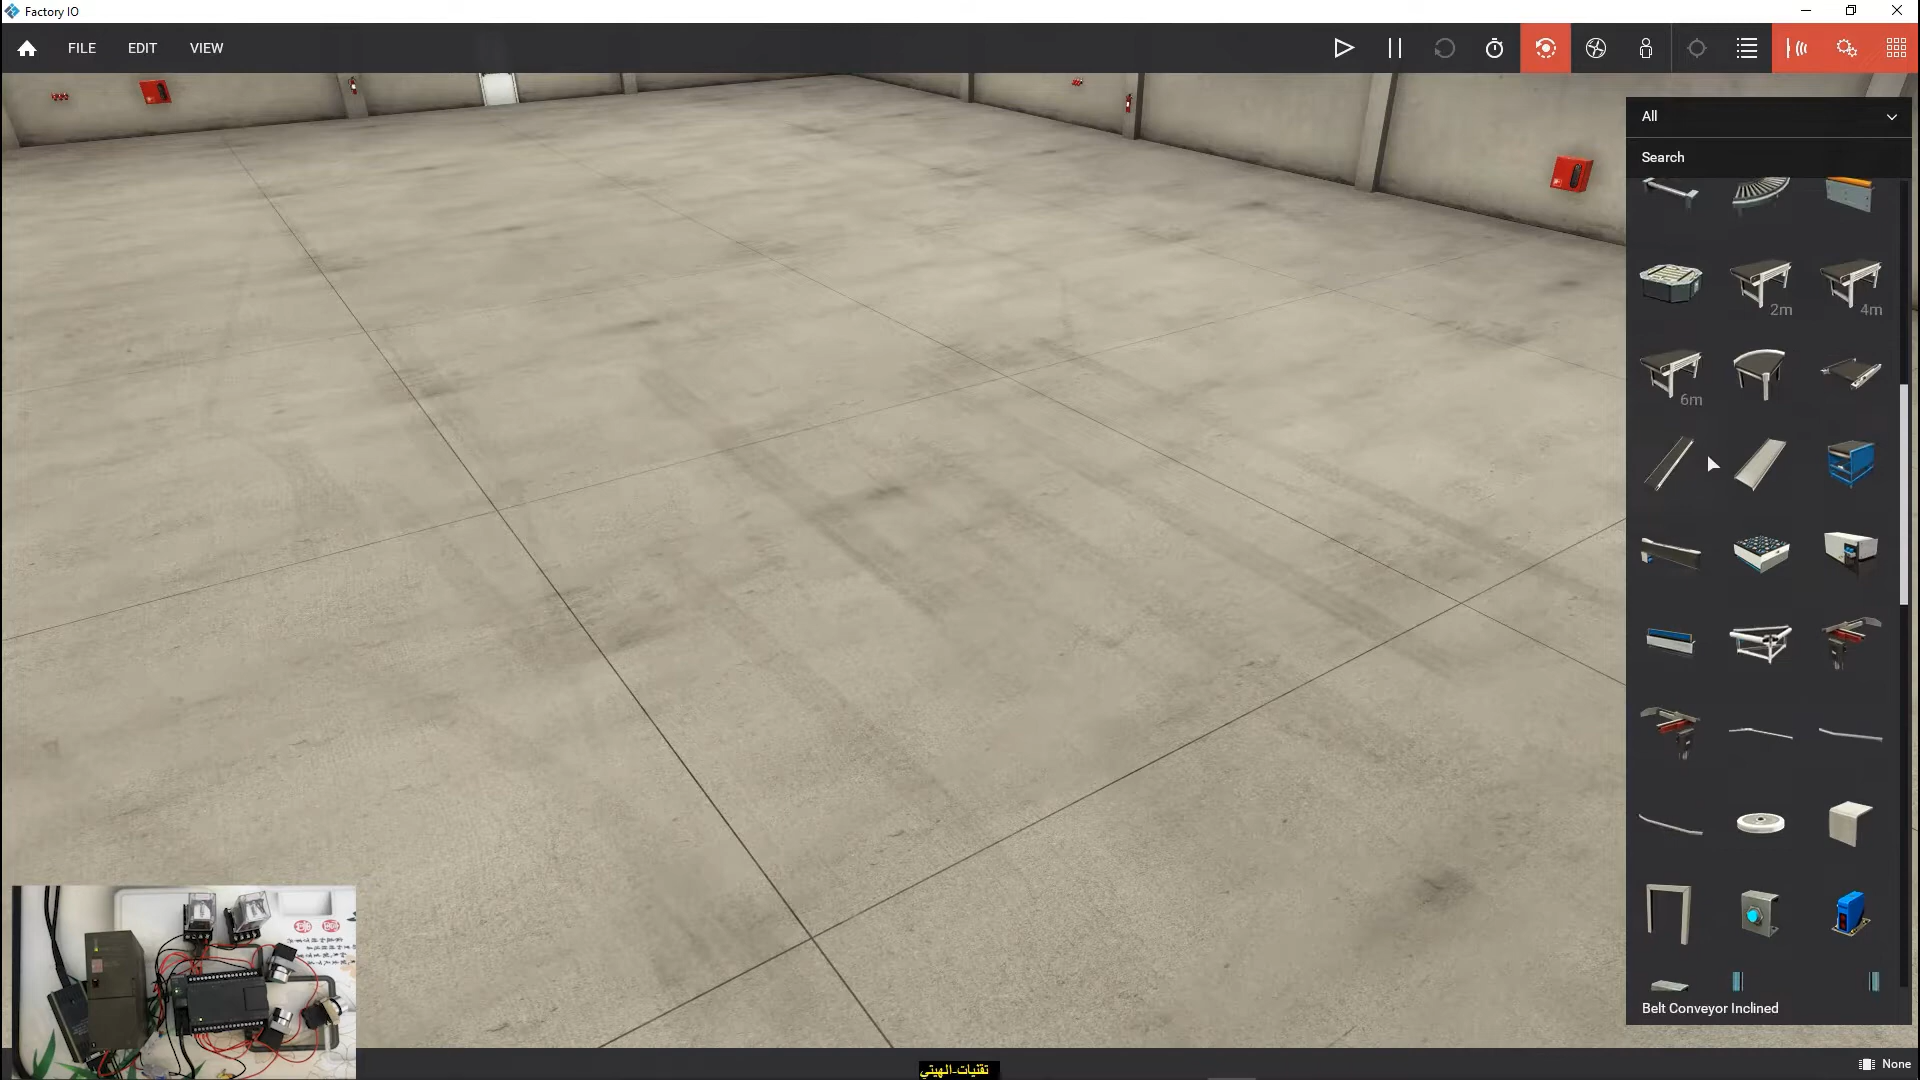 Factory IO
FILE EDIT VIEW
All
Search
2m
4m
6m
Belt Conveyor Inclined
None
تقنيات-الهيتي